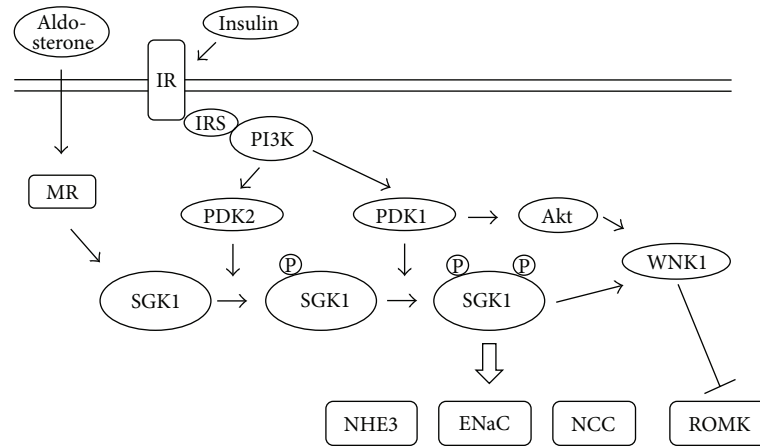 Aldo-
sterone
Insulin
IR
IRS
PI3K
MR
PDK2
PDK1
Akt
WNK1
P
P
P
SGK1
SGK1
SGK1
NHE3
ENaC
NCC
ROMK